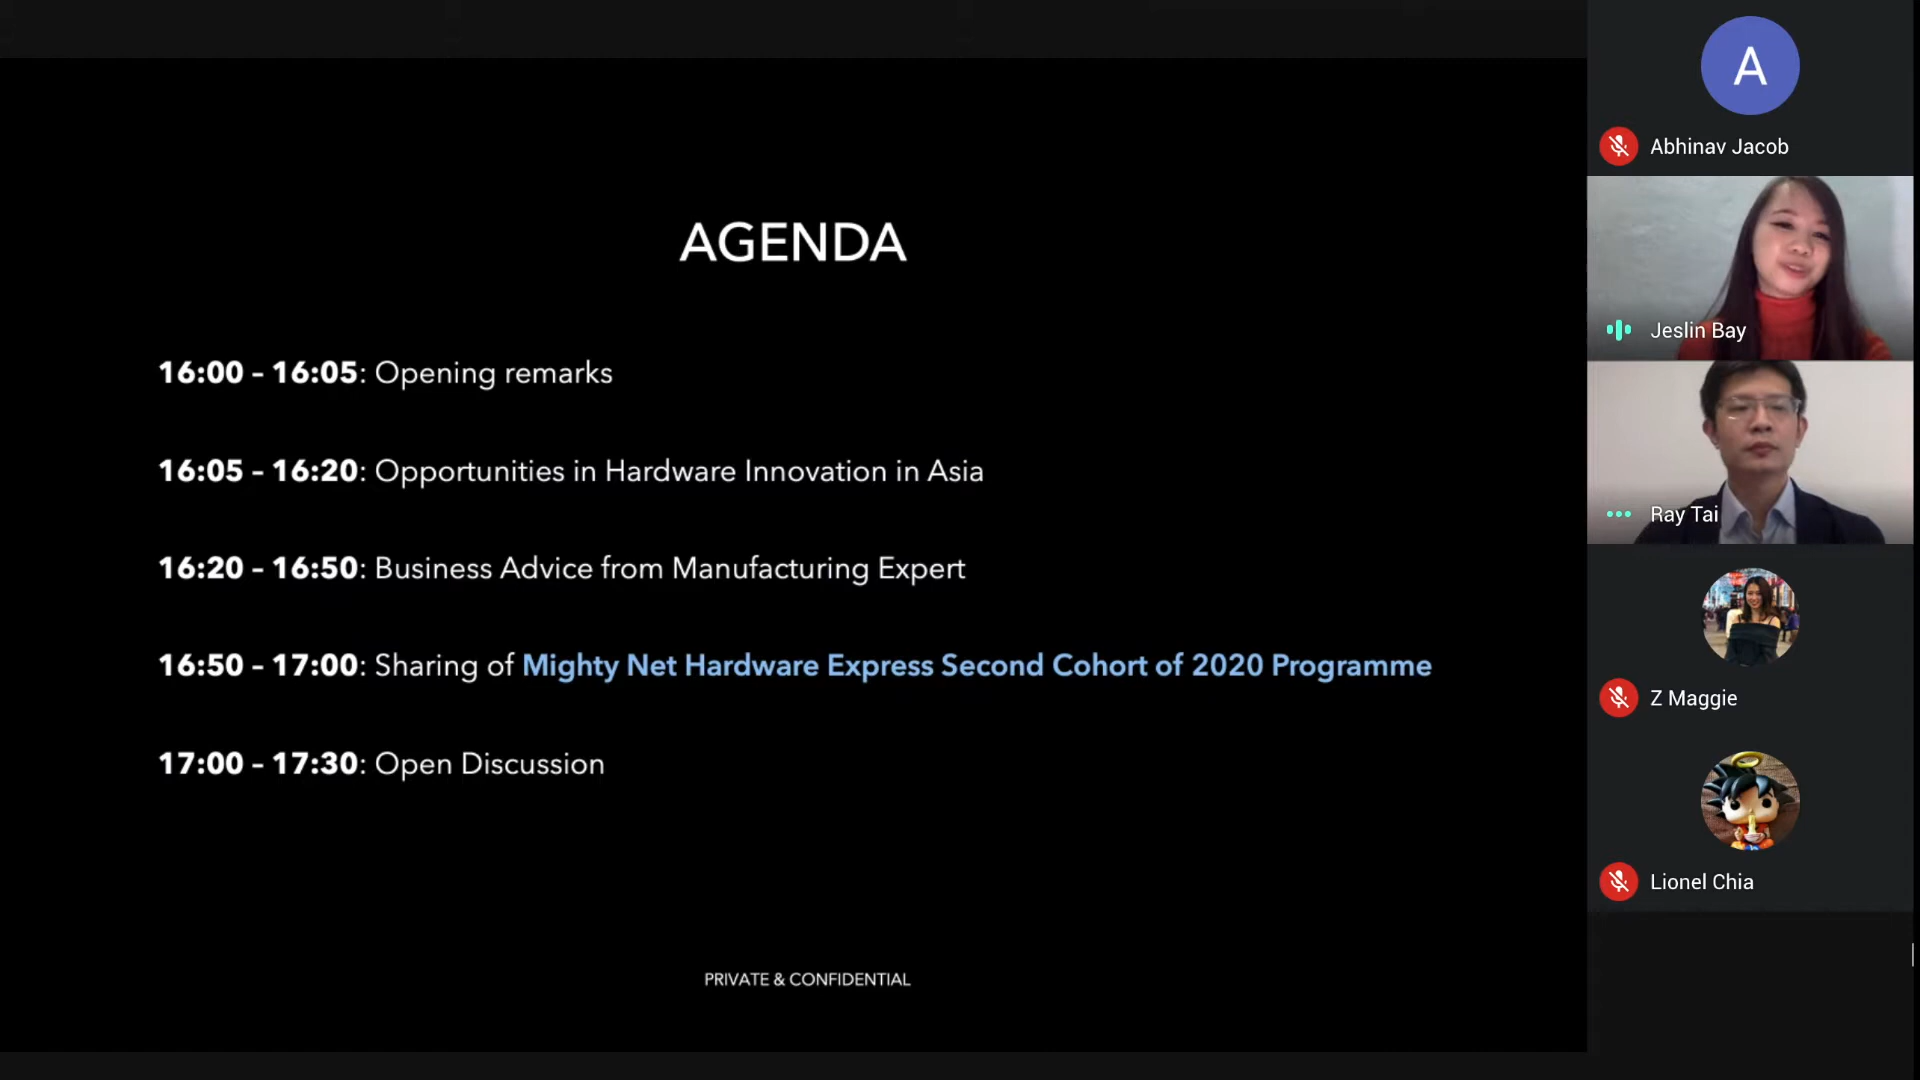 AGENDA
16:00 – 16:05: Opening remarks
16:05 – 16:20: Opportunities in Hardware Innovation in Asia
16:20 – 16:50: Business Advice from Manufacturing Expert
16:50 – 17:00: Sharing of Mighty Net Hardware Express Second Cohort of 2020 Programme
17:00 – 17:30: Open Discussion
PRIVATE & CONFIDENTIAL
A
Abhinav Jacob
Jeslin Bay
Ray Tai
Z Maggie
Lionel Chia